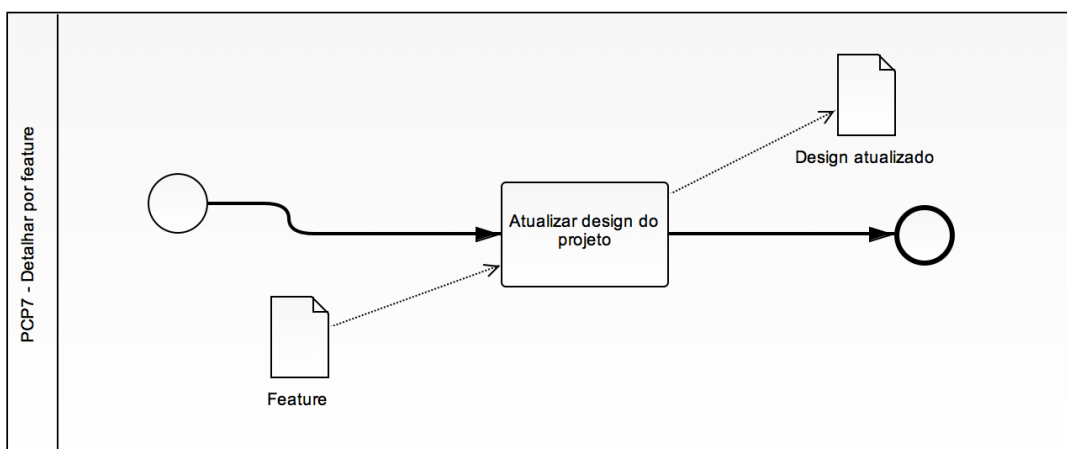 PCP7 - Detalhar por feature
Design atualizado
Atualizar design do
projeto
Feature